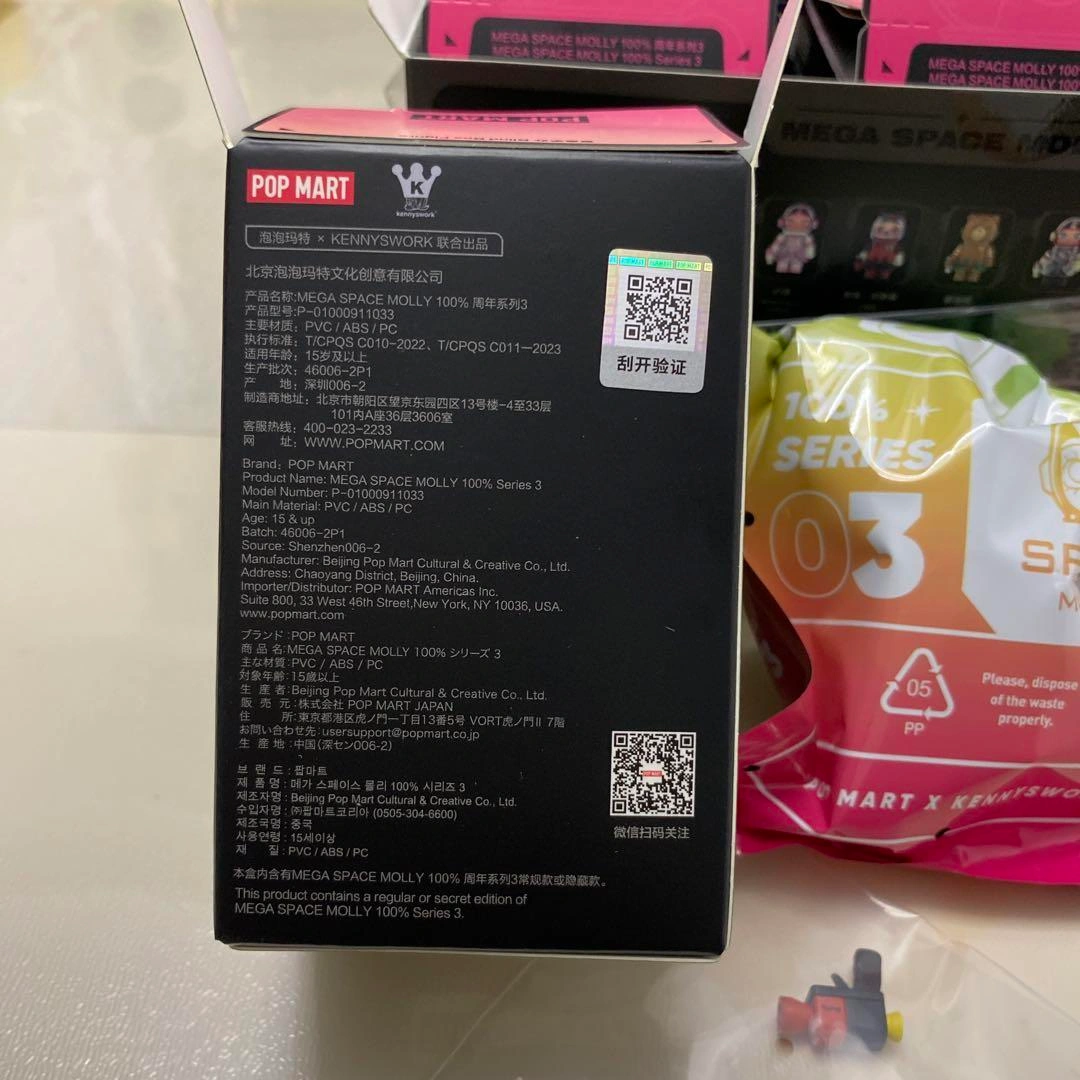 MEGA SPACE MOLLY 100% 周年系列3
MEGA SPACE MOLLY 100% Series 3
MEGA SPACE MOLLY 100%
MEGA SPACE MOLLY 100%
POP MART
MEGA SPACE
POP MART
K
kennyswork
泡泡玛特 × KENNYSWORK 联合出品
北京泡泡玛特文化创意有限公司
产品名称:MEGA SPACE MOLLY 100% 周年系列3
产品型号:P-01000911033
主要材质: PVC / ABS / PC
执行标准: T/CPQS C010-2022、T/CPQS C011—2023
适用年龄: 15岁及以上
生产批次: 46006-2P1
产 地: 深圳006-2
制造商地址: 北京市朝阳区望京东园四区13号楼-4至33层
101内A座36层3606室
客服热线: 400-023-2233
网 址: WWW.POPMART.COM
Brand: POP MART
Product Name: MEGA SPACE MOLLY 100% Series 3
Model Number: P-01000911033
Main Material: PVC / ABS / PC
Age: 15 & up
Batch: 46006-2P1
Source: Shenzhen006-2
Manufacturer: Beijing Pop Mart Cultural & Creative Co., Ltd.
Address: Chaoyang District, Beijing, China.
Importer/Distributor: POP MART Americas Inc.
Suite 800, 33 West 46th Street,New York, NY 10036, USA.
www.popmart.com
ブランド:POP MART
商 品 名:MEGA SPACE MOLLY 100% シリーズ 3
主な材質:PVC / ABS / PC
対象年齢:15歳以上
生 産 者:Beijing Pop Mart Cultural & Creative Co., Ltd.
販 売 元:株式会社 POP MART JAPAN
住 所:東京都港区虎ノ門一丁目13番5号 VORT虎ノ門II 7階
お問い合わせ先:usersupport@popmart.co.jp
生 産 地:中国(深セン006-2)
브 랜 드 : 팝마트
제 품 명 : 메가 스페이스 몰리 100% 시리즈 3
제조자명 : Beijing Pop Mart Cultural & Creative Co., Ltd.
수입자명 : ㈜팝마트코리아 (0505-304-6600)
제조국명 : 중국
사용연령 : 15세이상
재 질 : PVC / ABS / PC
本盒内含有MEGA SPACE MOLLY 100% 周年系列3常规款或隐藏款。
This product contains a regular or secret edition of
MEGA SPACE MOLLY 100% Series 3.
刮开验证
POP MART
微信扫码关注
100%
SERIES
03
05
PP
Please, dispose
of the waste
properly.
MART X KENNYSWO